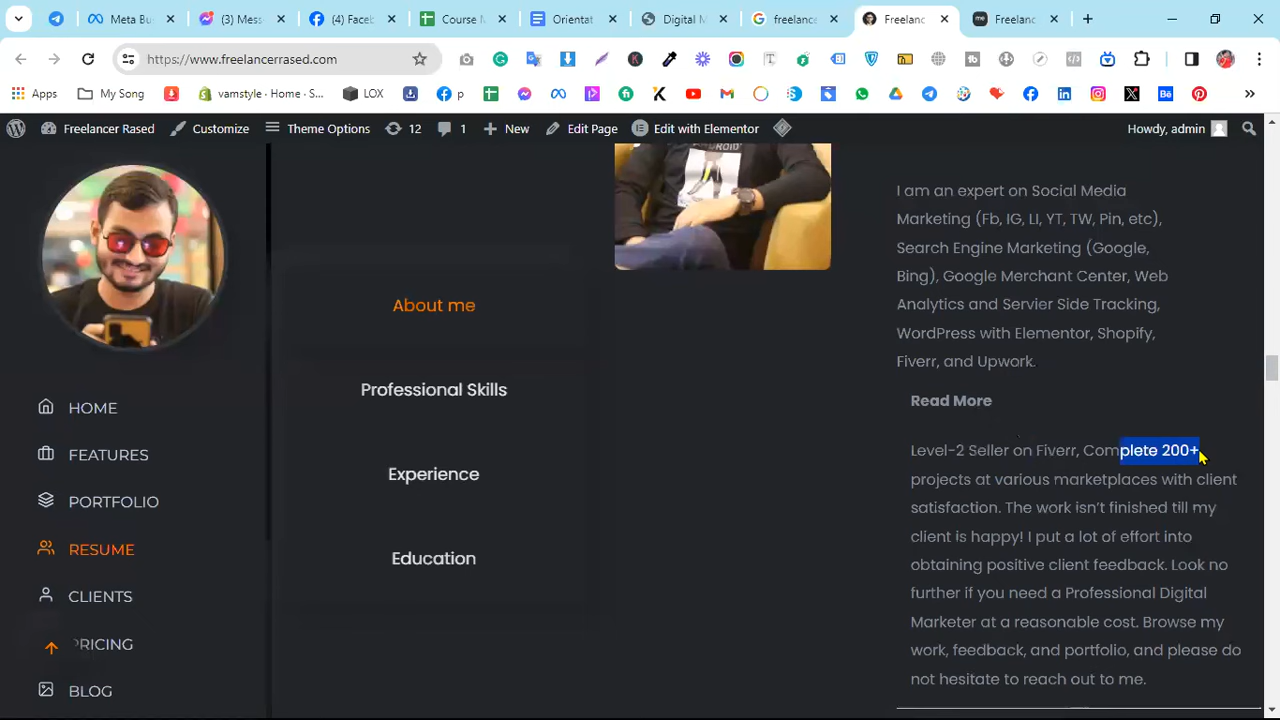 Meta Bu
(3) Mess
(4) Faceb
Course M
Orientat
Digital M
freelance
Freelanc
Freelanc
https://www.freelancerrased.com
Apps
My Song
vamstyle · Home · S...
LOX
p
Freelancer Rased
Customize
Theme Options
12
1
New
Edit Page
Edit with Elementor
Howdy, admin
HOME
FEATURES
PORTFOLIO
RESUME
CLIENTS
PRICING
BLOG
About me
Professional Skills
Experience
Education
I am an expert on Social Media
Marketing (Fb, IG, LI, YT, TW, Pin, etc),
Search Engine Marketing (Google,
Bing), Google Merchant Center, Web
Analytics and Servier Side Tracking,
WordPress with Elementor, Shopify,
Fiverr, and Upwork.
Read More
Level-2 Seller on Fiverr, Complete 200+
projects at various marketplaces with client
satisfaction. The work isn't finished till my
client is happy! I put a lot of effort into
obtaining positive client feedback. Look no
further if you need a Professional Digital
Marketer at a reasonable cost. Browse my
work, feedback, and portfolio, and please do
not hesitate to reach out to me.